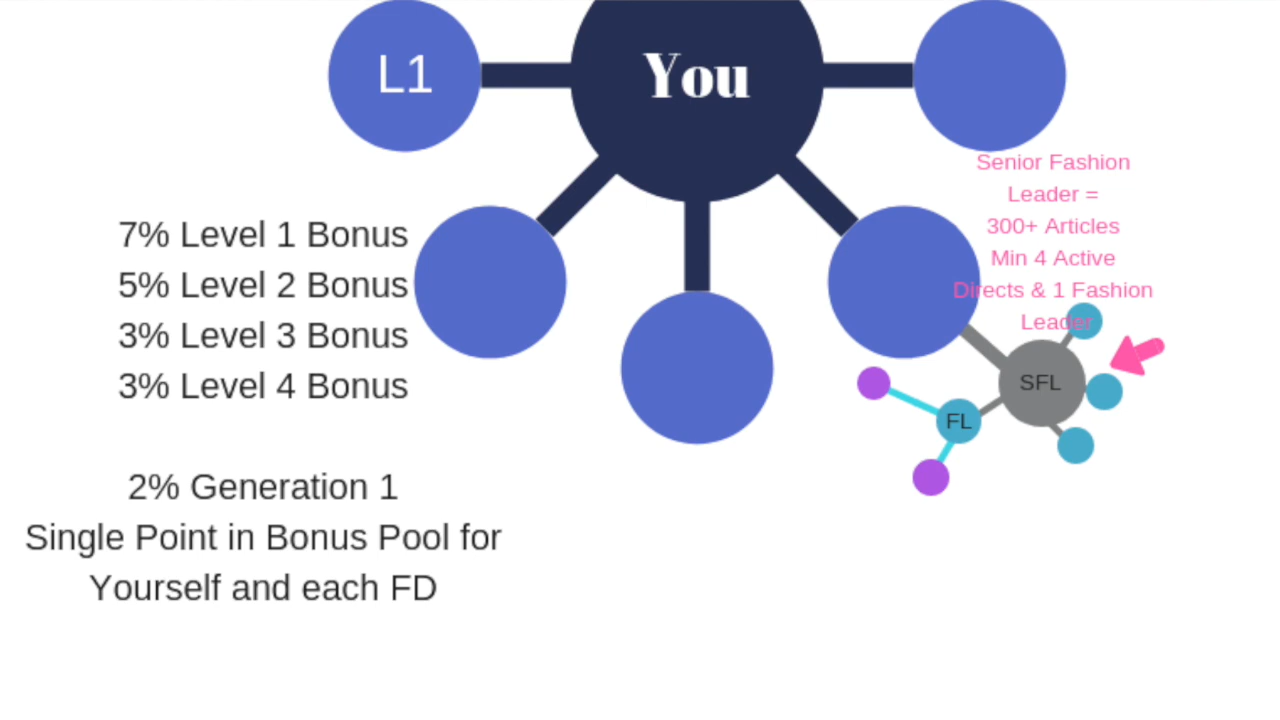 L1
You
Senior Fashion
Leader =
300+ Articles
Min 4 Active
Directs & 1 Fashion
Leader
7% Level 1 Bonus
5% Level 2 Bonus
3% Level 3 Bonus
3% Level 4 Bonus
SFL
FL
2% Generation 1
Single Point in Bonus Pool for
Yourself and each FD